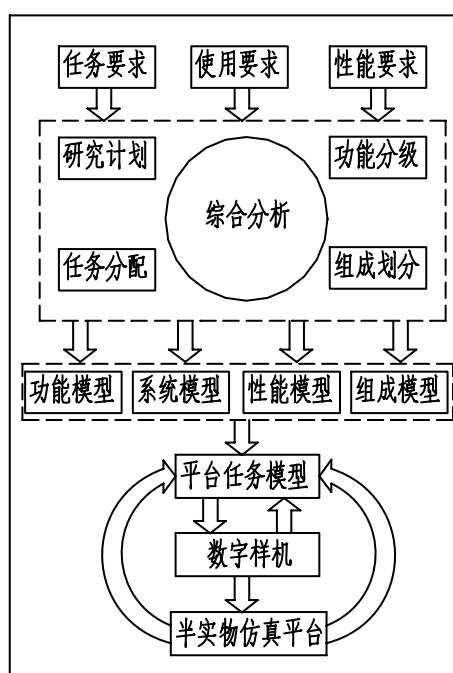 任务要求 使用要求 性能要求
研究计划 功能分级
综合分析
任务分配 组成划分
功能模型 系统模型 性能模型 组成模型
平台任务模型
数字样机
半实物仿真平台